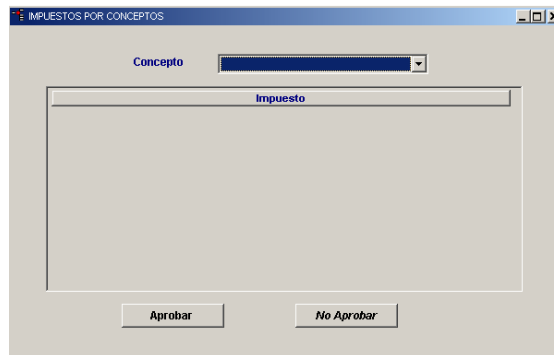 IMPUESTOS POR CONCEPTOS
Concepto
Impuesto
Aprobar
No Aprobar